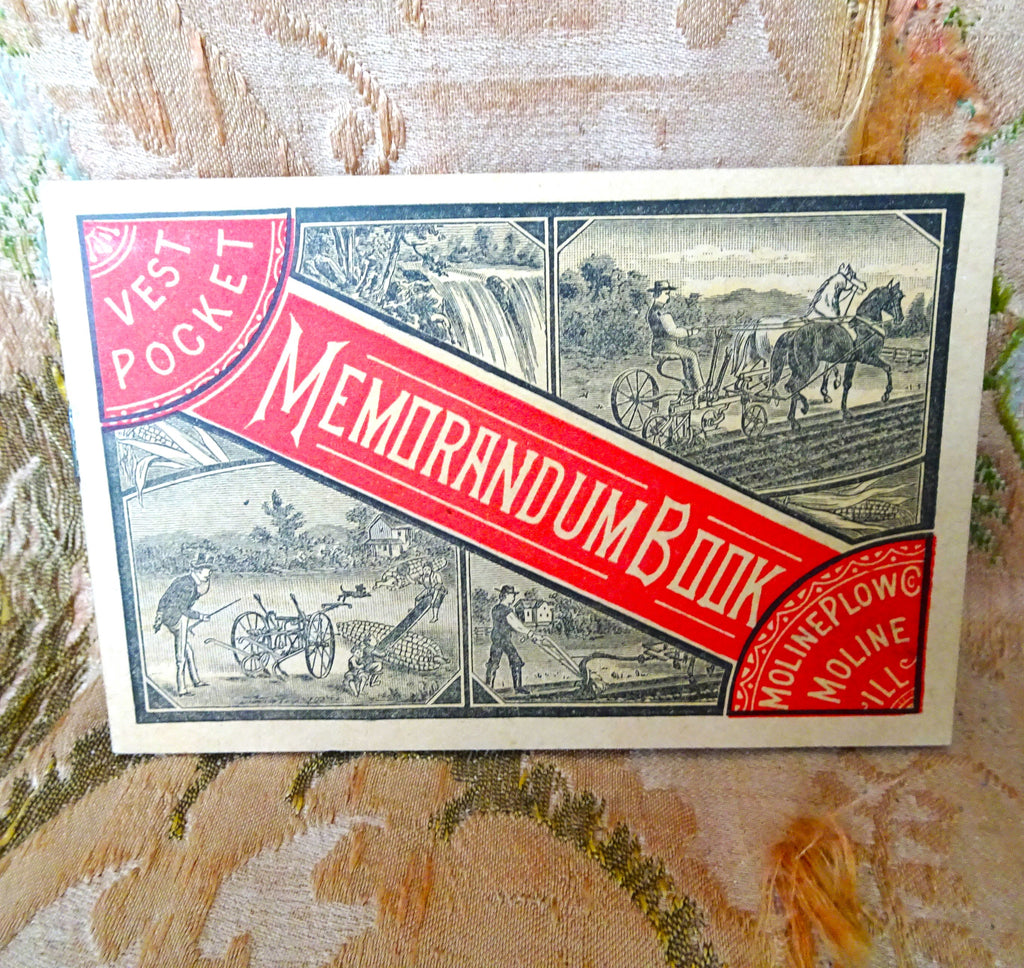 VEST
POCKET
MEMORANDUM BOOK
MOLINE PLOW CO
MOLINE
ILL